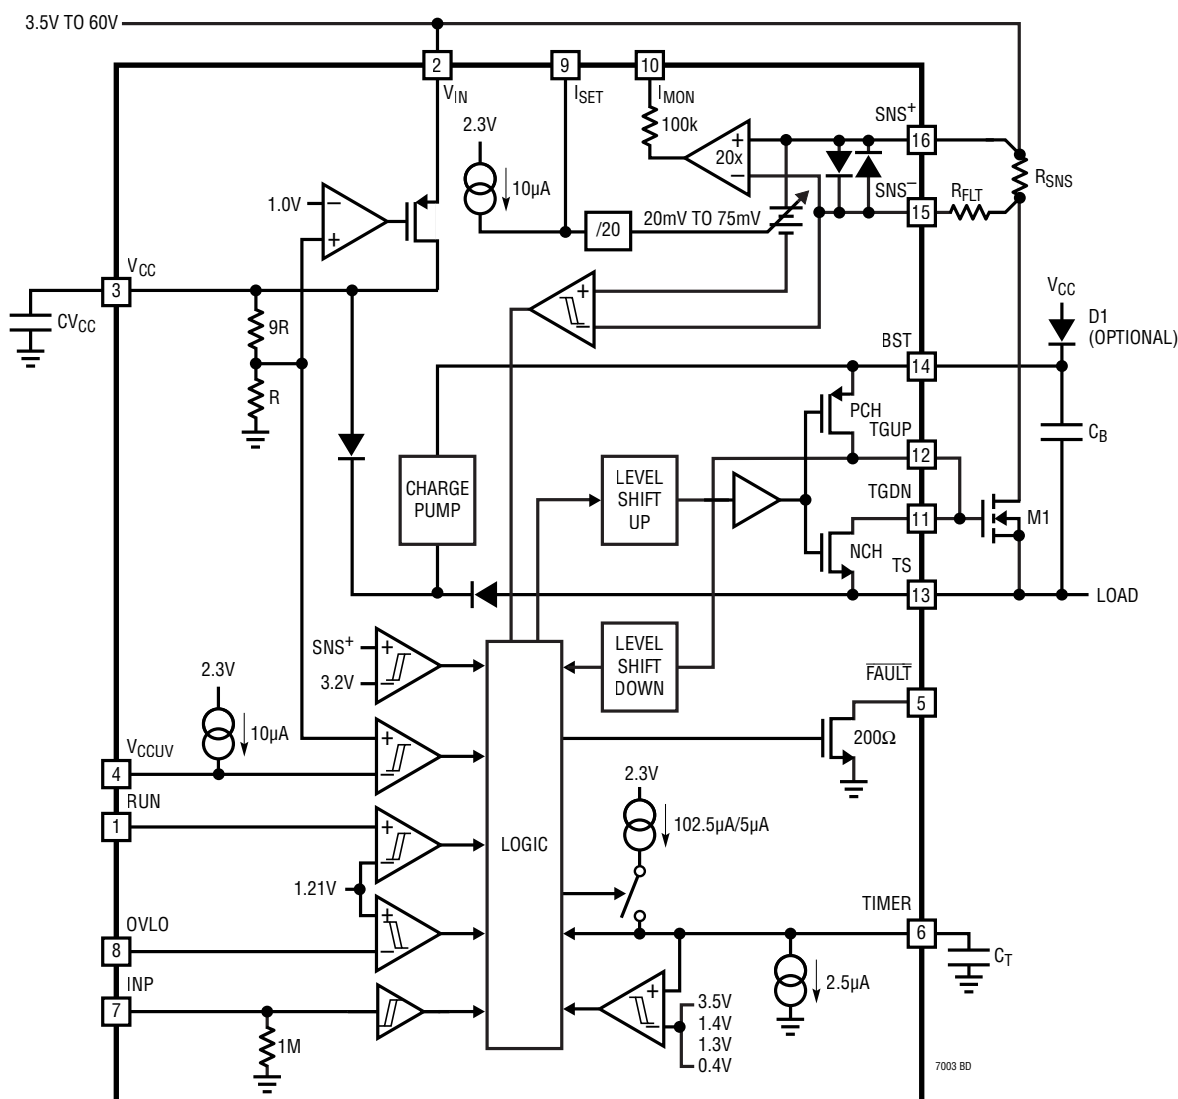 3.5V TO 60V
2
9
10
VIN
ISET
IMON
SNS+
2.3V
100k
16
20x
+
−
10µA
SNS−
RSNS
RFLT
1.0V
−
+
/20
20mV TO 75mV
15
VCC
3
CVCC
9R
R
+
−
VCC
D1
(OPTIONAL)
BST
14
PCH
TGUP
CB
12
CHARGE
PUMP
LEVEL
SHIFT
UP
TGDN
11
M1
NCH
TS
13
LOAD
SNS+
+
3.2V
−
LEVEL
SHIFT
DOWN
FAULT
5
2.3V
10µA
+
−
200Ω
VCCUV
4
RUN
1
+
−
LOGIC
2.3V
102.5µA/5µA
1.21V
OVLO
8
+
−
TIMER
6
CT
INP
7
1M
+
−
3.5V
1.4V
1.3V
0.4V
2.5µA
7003 BD